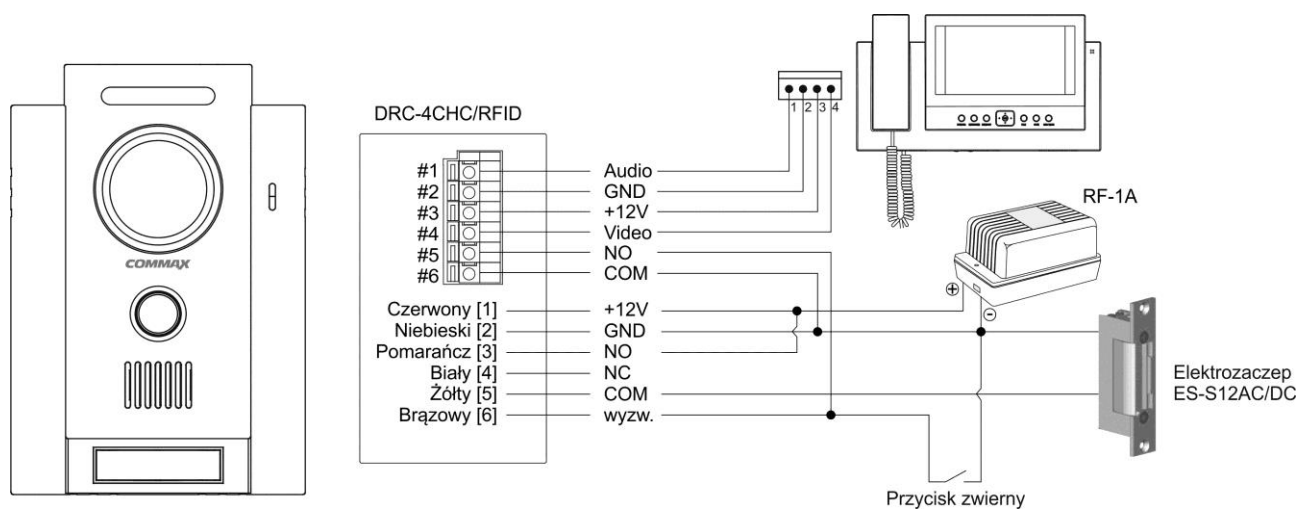 DRC-4CHC/RFID
1 2 3 4
#1 Audio
#2 GND
#3 +12V
#4 Video
#5 NO
#6 COM
COMMAX
RF-1A
Czerwony [1] +12V
Niebieski [2] GND
Pomarańcz [3] NO
Biały [4] NC
Żółty [5] COM
Brązowy [6] wyzw.
Elektrozaczep
ES-S12AC/DC
Przycisk zwierny